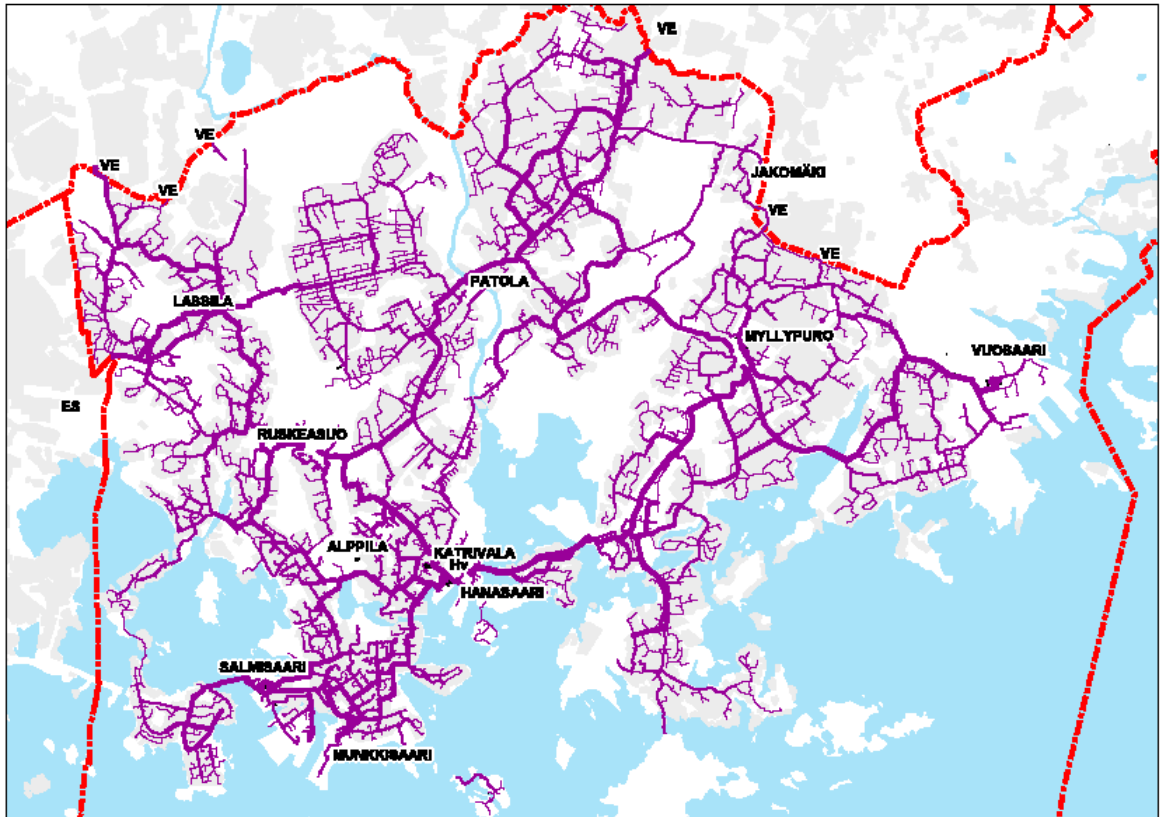 VE
VE
VE
VE
JAKOMÄKI
VE
VE
PATOLA
LASSILA
MYLLYPURO
VUOSAARI
ES
RUSKEASUO
ALPPILA
KATRIVALA
Hv
HANASAARI
SALMISAARI
MUNKKISAARI